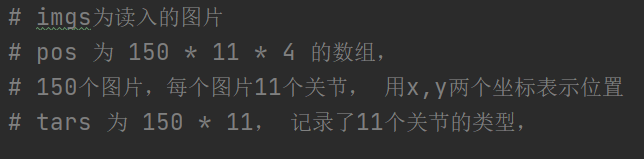 # imgs为读入的图片
# pos 为 150 * 11 * 4 的数组，
# 150个图片，每个图片11个关节， 用x,y两个坐标表示位置
# tars 为 150 * 11， 记录了11个关节的类型，